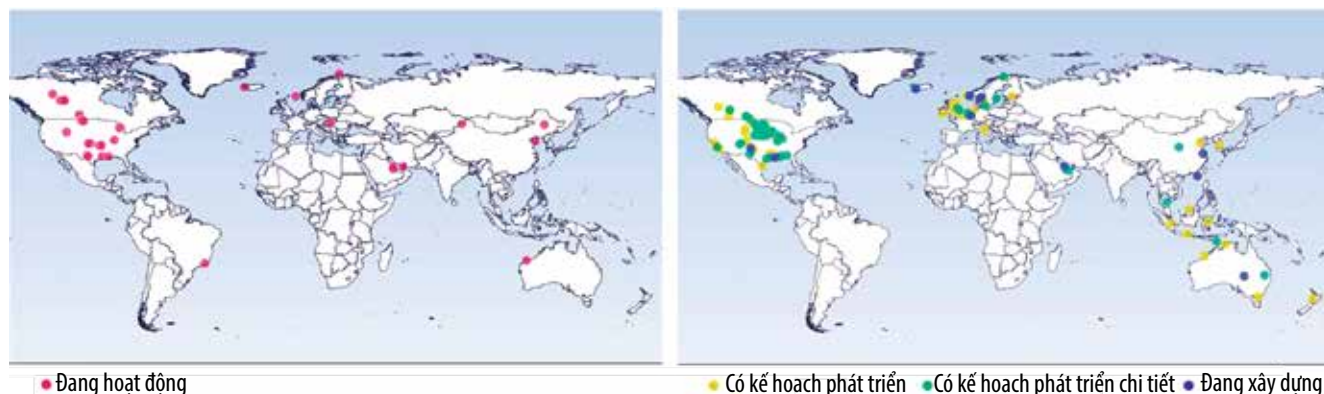 Đang hoạt động
Có kế hoạch phát triển Có kế hoạch phát triển chi tiết Đang xây dựng